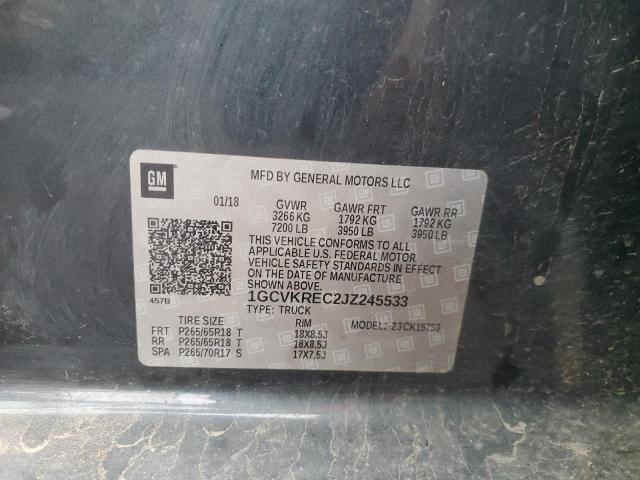 GM
MFD BY GENERAL MOTORS LLC
01/18 GVWR GAWR FRT GAWR RR
3266 KG 1792 KG 1792 KG
7200 LB 3950 LB 3950 LB
THIS VEHICLE CONFORMS TO ALL
APPLICABLE U.S. FEDERAL MOTOR
VEHICLE SAFETY STANDARDS IN EFFECT
ON THE DATE OF MANUFACTURE
SHOWN ABOVE.
457B
1GCVKREC2JZ245533
TYPE: TRUCK
TIRE SIZE RIM MODEL: 23CK15753
FRT P265/65R18 T 18X8.5J
RR P265/65R18 T 18X8.5J
SPA P265/70R17 S 17X7.5J